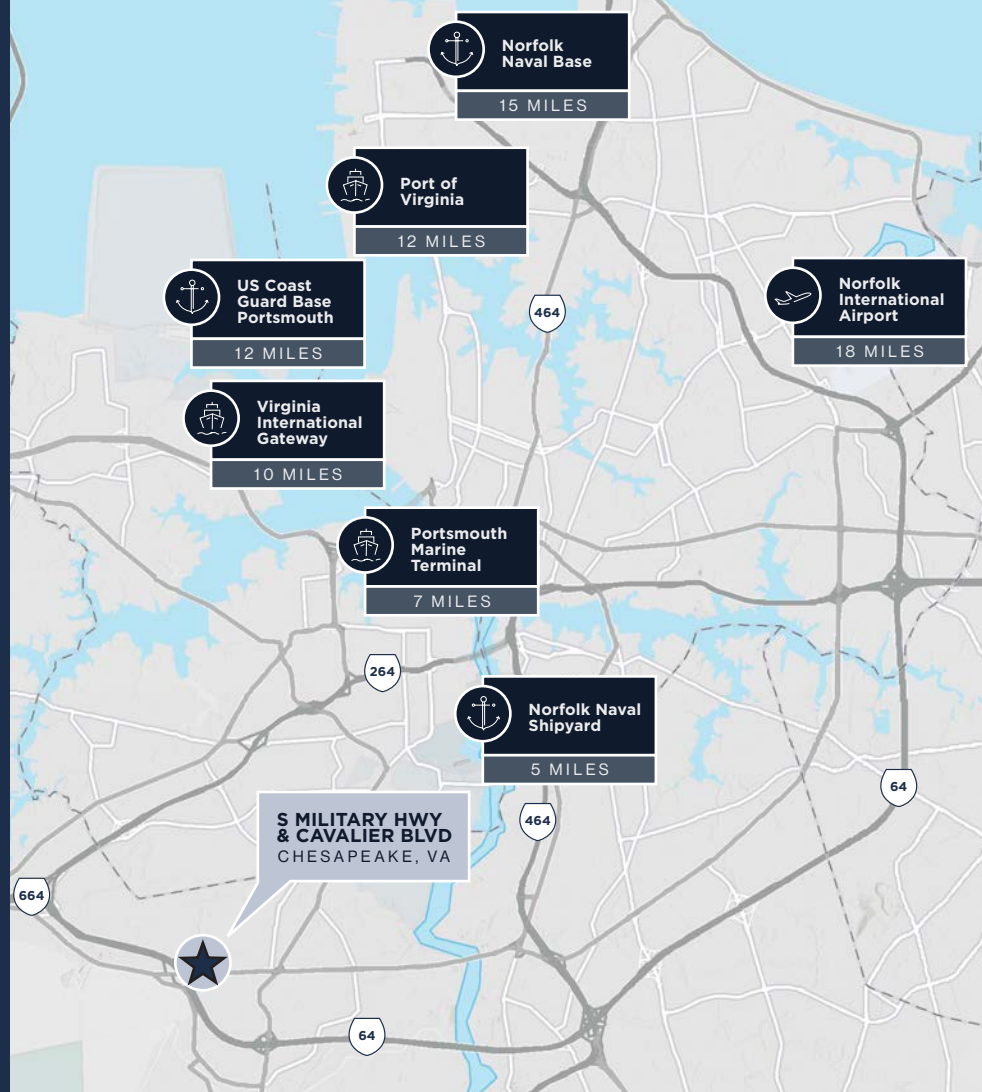 Norfolk
Naval Base
15 MILES
Port of
Virginia
12 MILES
US Coast
Guard Base
Portsmouth
12 MILES
Norfolk
International
Airport
18 MILES
464
Virginia
International
Gateway
10 MILES
Portsmouth
Marine
Terminal
7 MILES
264
Norfolk Naval
Shipyard
5 MILES
64
464
S MILITARY HWY
& CAVALIER BLVD
CHESAPEAKE, VA
664
64